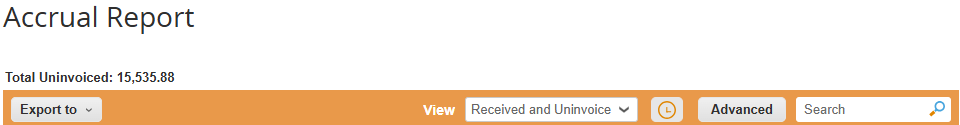 Accrual Report
Total Uninvoiced: 15,535.88
Export to View Received and Uninvoice Advanced Search